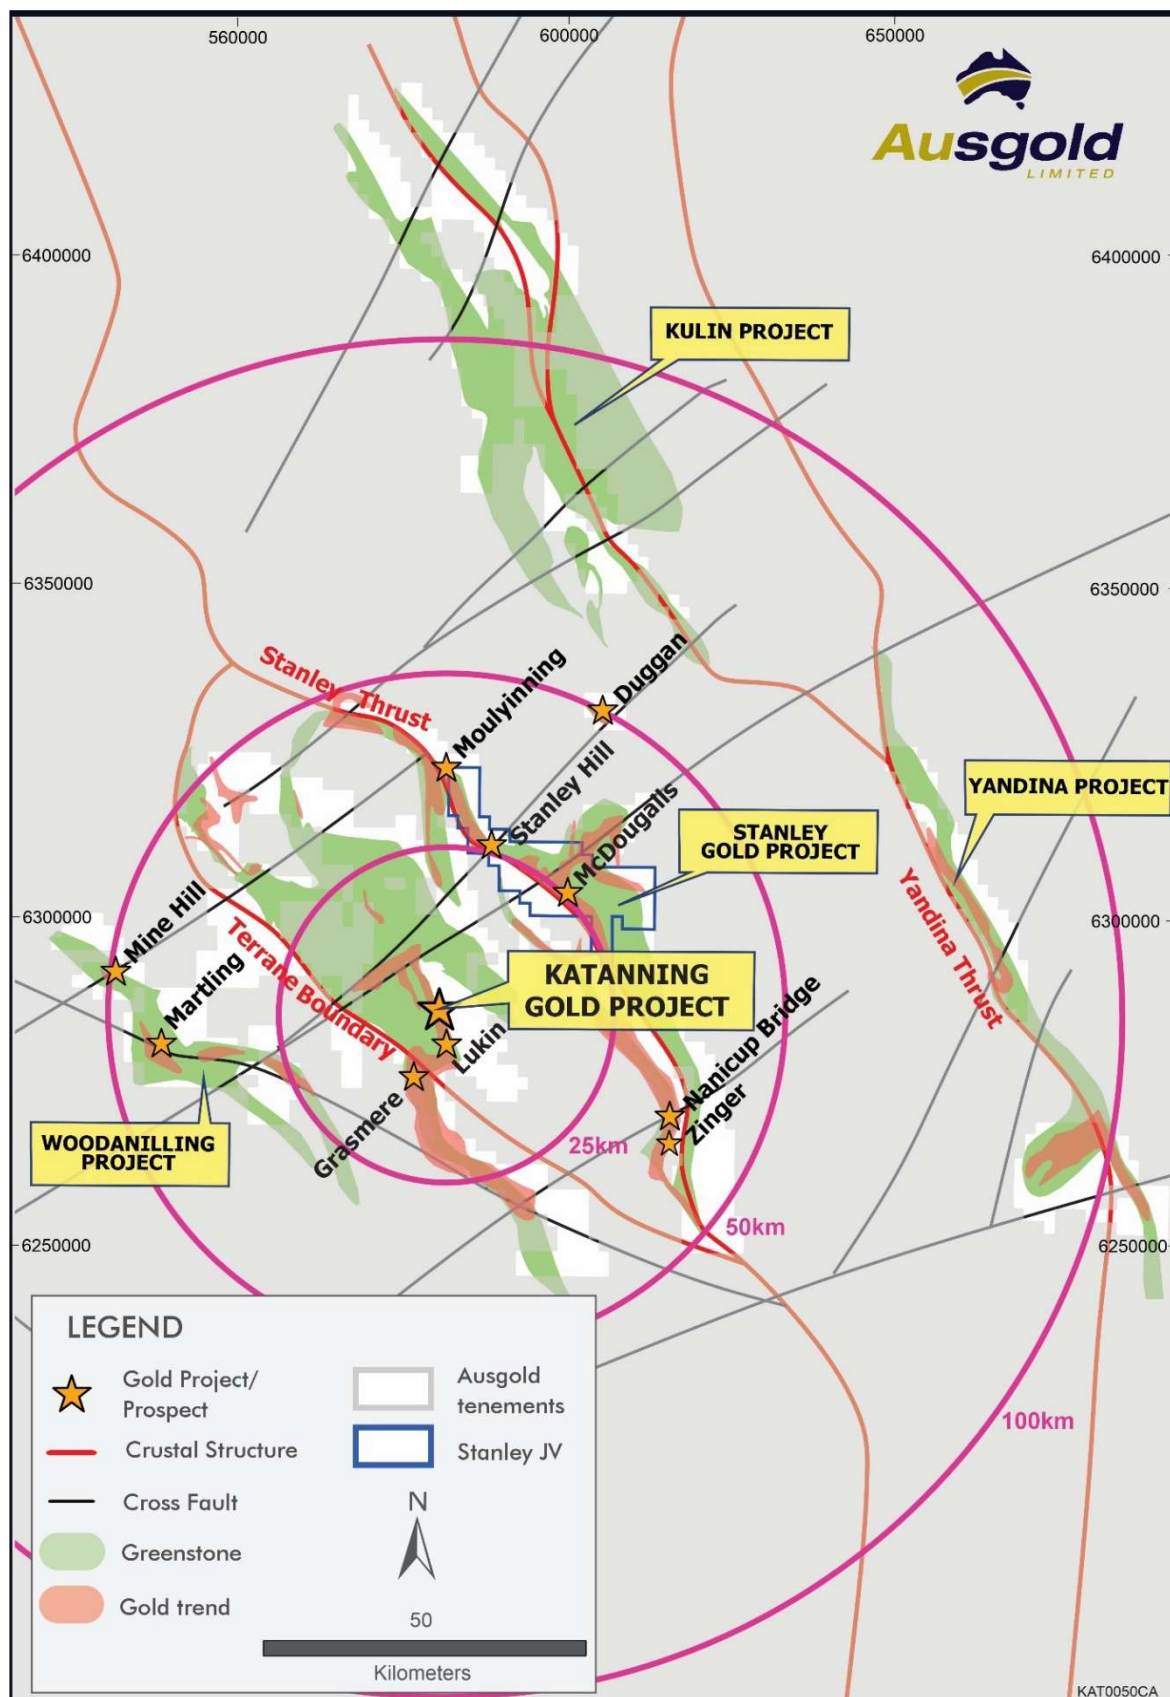 560000
600000
650000
Ausgold
LIMITED
6400000
6400000
KULIN PROJECT
6350000
6350000
Stanley Thrust
Moulyinning
Duggan
Stanley Hill
McDougalls
YANDINA PROJECT
STANLEY
GOLD PROJECT
Mine Hill
Martling
6300000
6300000
Terrane Boundary
Yandina Thrust
KATANNING
GOLD PROJECT
Lukin
Nanicup Bridge
Zinger
Grasmere
WOODANILLING
PROJECT
25km
50km
6250000
6250000
100km
LEGEND
Gold Project/
Prospect
Crustal Structure
Cross Fault
Greenstone
Gold trend
Ausgold
tenements
Stanley JV
N
50
Kilometers
KAT0050CA